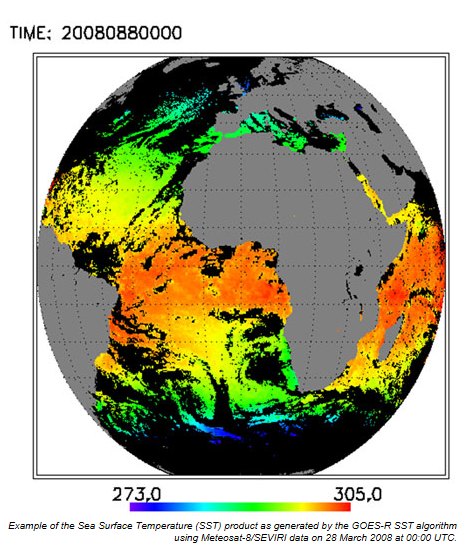 TIME: 20080880000
273.0 305.0
Example of the Sea Surface Temperature (SST) product as generated by the GOES-R SST algorithm
using Meteosat-8/SEVIRI data on 28 March 2008 at 00:00 UTC.